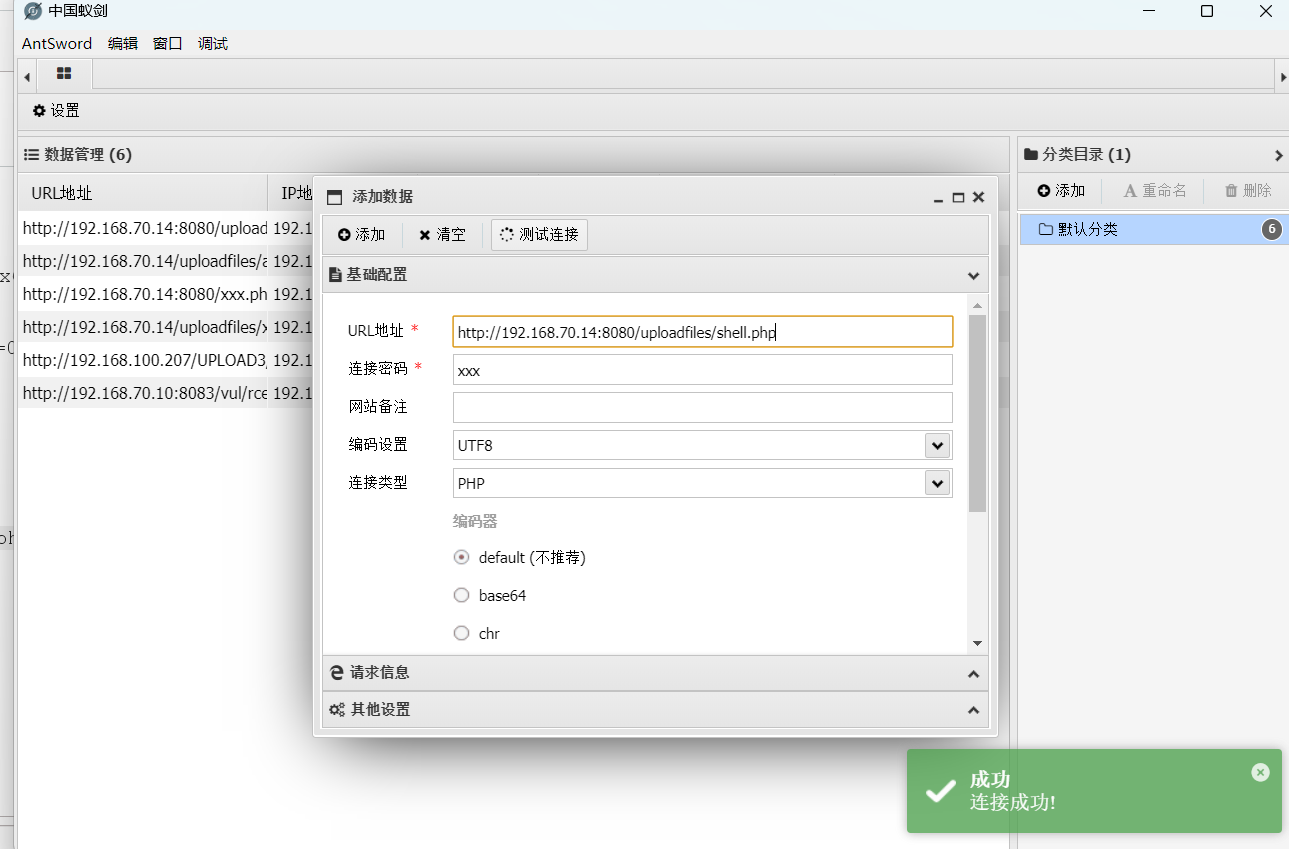 中国蚁剑
AntSword 编辑 窗口 调试
设置
数据管理 (6)
URL地址 IP地
http://192.168.70.14:8080/upload 192.1
http://192.168.70.14/uploadfiles/a 192.1
http://192.168.70.14:8080/xxx.ph 192.1
http://192.168.70.14/uploadfiles/x 192.1
http://192.168.100.207/UPLOAD3, 192.1
http://192.168.70.10:8083/vul/rce 192.1
添加数据
添加 清空 测试连接
基础配置
URL地址 *
http://192.168.70.14:8080/uploadfiles/shell.php
连接密码 *
xxx
网站备注
编码设置
UTF8
连接类型
PHP
编码器
default (不推荐)
base64
chr
请求信息
其他设置
分类目录 (1)
添加 重命名 删除
默认分类 6
成功
连接成功!